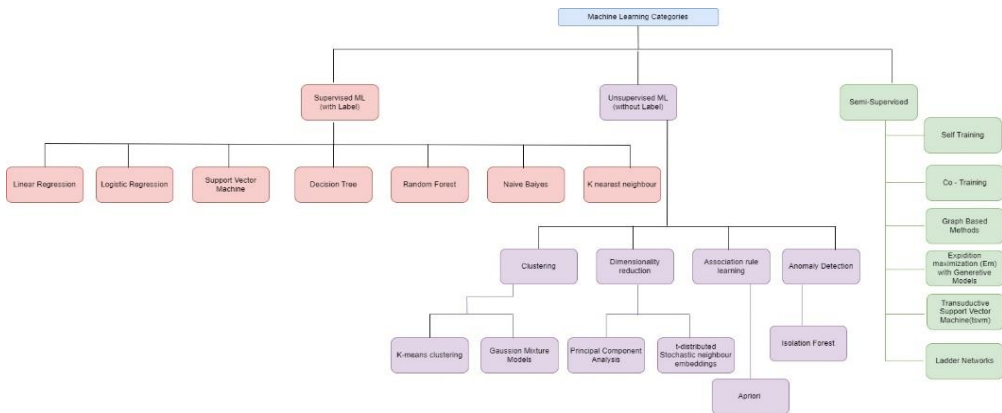 Machine Learning Categories
Supervised ML
(with Label)
Unsupervised ML
(without Label)
Semi-Supervised
Linear Regression
Logistic Regression
Support Vector
Machine
Decision Tree
Random Forest
Naive Baiyes
K nearest neighbour
Clustering
Dimensionality
reduction
Association rule
learning
Anomaly Detection
K-means clustering
Gaussion Mixture
Models
Principal Component
Analysis
t-distributed
Stochastic neighbour
embeddings
Apriori
Isolation Forest
Self Training
Co - Training
Graph Based
Methods
Expidition
maximization (Em)
with Generetive
Models
Transuductive
Support Vector
Machine(tsvm)
Ladder Networks